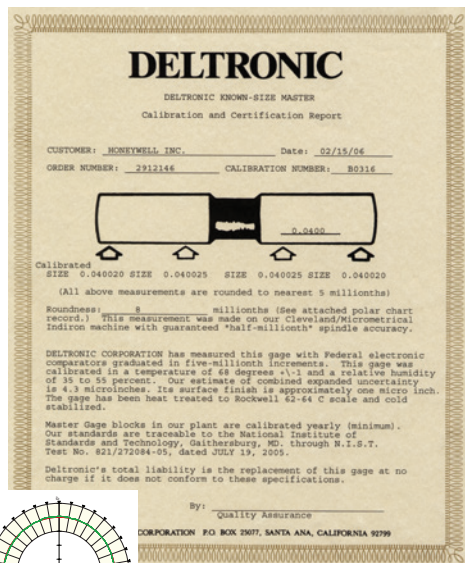 DELTRONIC
DELTRONIC KNOWN-SIZE MASTER
Calibration and Certification Report
CUSTOMER: HONEYWELL INC. Date: 02/15/06
ORDER NUMBER: 2912146 CALIBRATION NUMBER: B0316
0.0400
Calibrated
SIZE 0.040020 SIZE 0.040025 SIZE 0.040025 SIZE 0.040020
(All above measurements are rounded to nearest 5 millionths)
Roundness: 8 millionths (See attached polar chart
record.) This measurement was made on our Cleveland/Micrometrical
Indiron machine with guaranteed "half-millionth" spindle accuracy.
DELTRONIC CORPORATION has measured this gage with Federal electronic
comparators graduated in five-millionth increments. This gage was
calibrated in a temperature of 68 degrees +\-1 and a relative humidity
of 35 to 55 percent. Our estimate of combined expanded uncertainty
is 4.3 microinches. Its surface finish is approximately one micro inch.
The gage has been heat treated to Rockwell 62-64 C scale and cold
stabilized.
Master Gage blocks in our plant are calibrated yearly (minimum).
Our standards are traceable to the National Institute of
Standards and Technology, Gaithersburg, MD. through N.I.S.T.
Test No. 821/272084-05, dated JULY 19, 2005.
Deltronic's total liability is the replacement of this gage at no
charge if it does not conform to these specifications.
By:
Quality Assurance
CORPORATION P.O BOX 25077, SANTA ANA, CALIFORNIA 92799